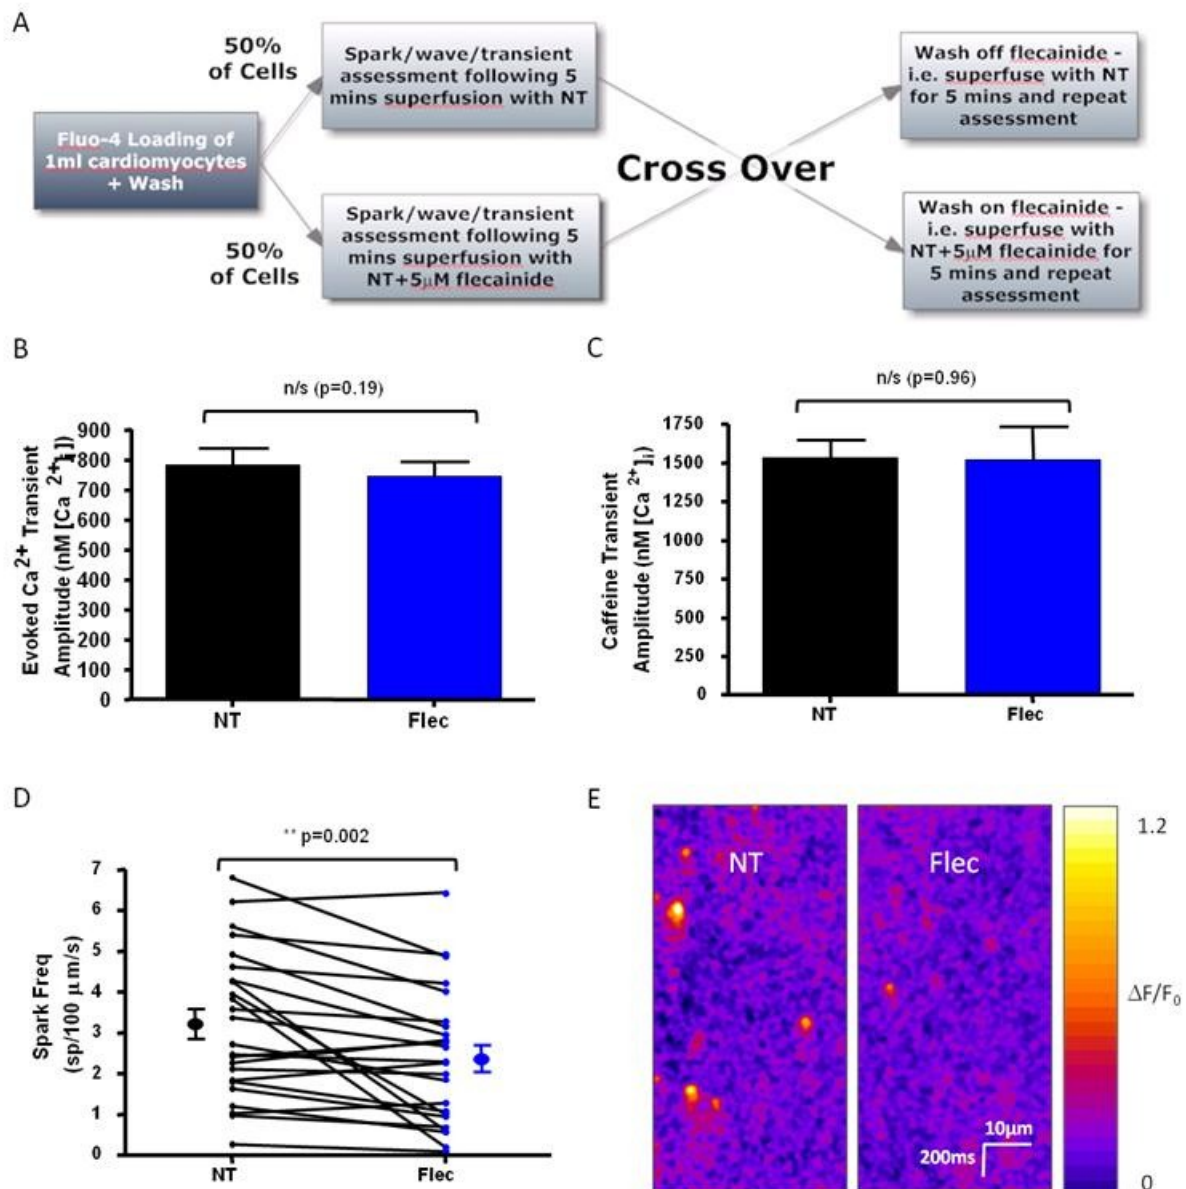 A
50%
of Cells
Fluo-4 Loading of
1ml cardiomyocytes
+ Wash
50%
of Cells
Spark/wave/transient
assessment following 5
mins superfusion with NT
Spark/wave/transient
assessment following 5
mins superfusion with
NT+5μM flecainide
Cross Over
Wash off flecainide -
i.e. superfuse with NT
for 5 mins and repeat
assessment
Wash on flecainide -
i.e. superfuse with
NT+5μM flecainide for
5 mins and repeat
assessment
B
n/s (p=0.19)
Evoked Ca2+ Transient
Amplitude (nM [Ca 2+]i])
900
800
700
600
500
400
300
200
100
0
NT
Flec
C
n/s (p=0.96)
Caffeine Transient
Amplitude (nM [Ca 2+]i)
1750
1500
1250
1000
750
500
250
0
NT
Flec
D
** p=0.002
Spark Freq
(sp/100 μm/s)
7
6
5
4
3
2
1
0
NT
Flec
E
NT
Flec
10μm
200ms
1.2
ΔF/F0
0